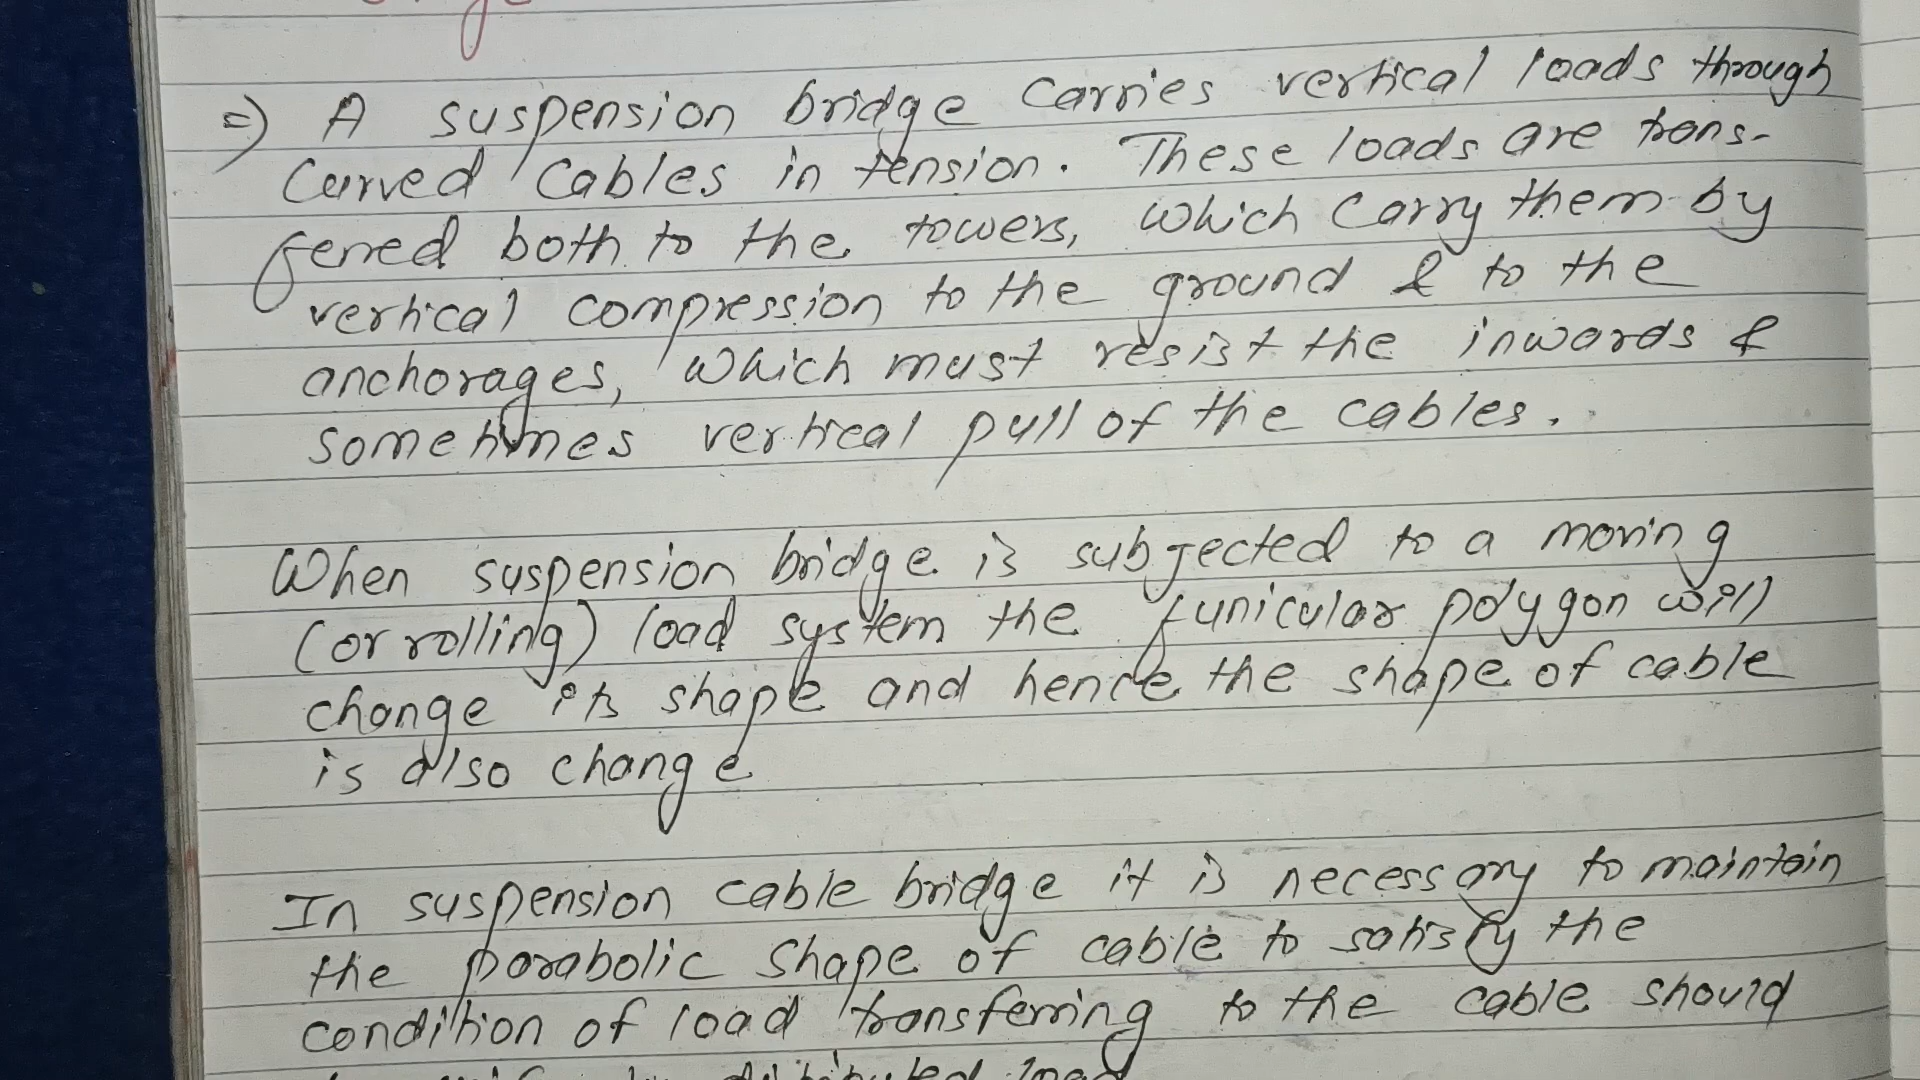 =) A suspension bridge carries vertical loads through
Curved cables in tension. These loads are trans-
ferred both to the towers, which carry them by
vertical compression to the ground & to the
anchorages, which must resist the inwards &
sometimes vertical pull of the cables.
When suspension bridge is subjected to a moving
(or rolling) load system the funicular polygon will
change its shape and hence the shape of cable
is also change
In suspension cable bridge it is necessary to maintain
the parabolic shape of cable to satisfy the
condition of load transferring to the cable should
distributed load